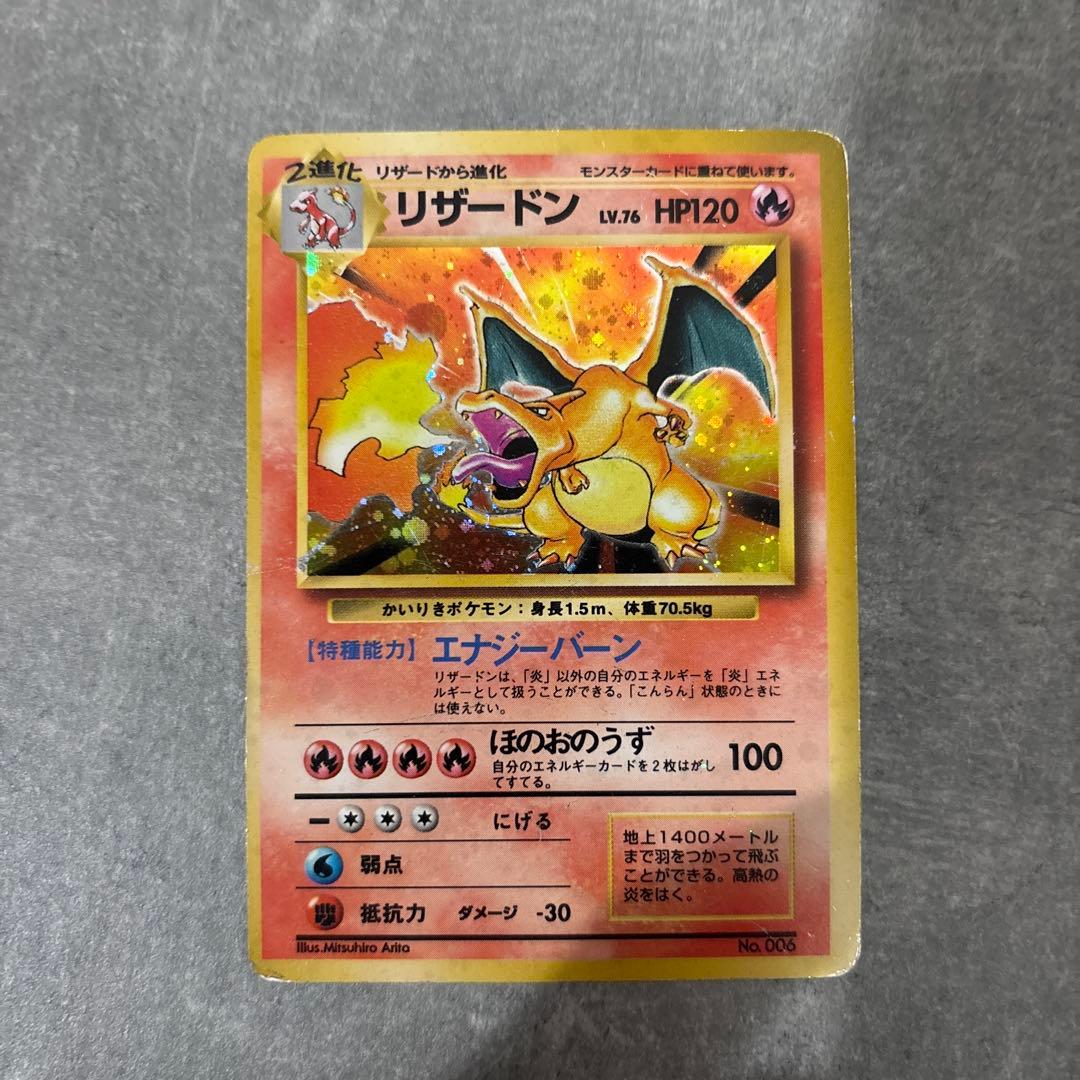 2進化 リザードから進化 モンスターカードに重ねて使います。
リザードン LV.76 HP120
かいりきポケモン：身長1.5m、体重70.5kg
【特種能力】 エナジーバーン
リザードンは、「炎」以外の自分のエネルギーを「炎」エネ
ルギーとして扱うことができる。「こんらん」状態のときに
は使えない。
ほのおのうず 100
自分のエネルギーカードを2枚はがし
てすてる。
ー にげる
弱点
抵抗力 ダメージ -30
地上1400メートル
まで羽をつかって飛ぶ
ことができる。高熱の
炎をはく。
Illus.Mitsuhiro Arita No. 006